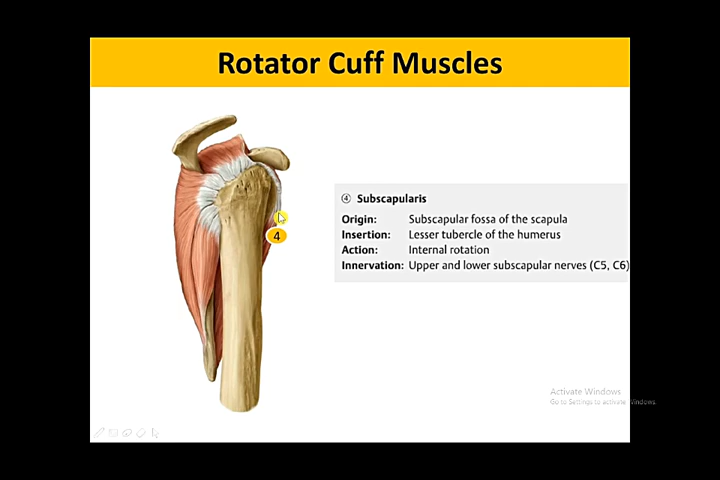 Rotator Cuff Muscles
④ Subscapularis
Origin: Subscapular fossa of the scapula
Insertion: Lesser tubercle of the humerus
Action: Internal rotation
Innervation: Upper and lower subscapular nerves (C5, C6)
4
Activate Windows
Go to Settings to activate Windows.